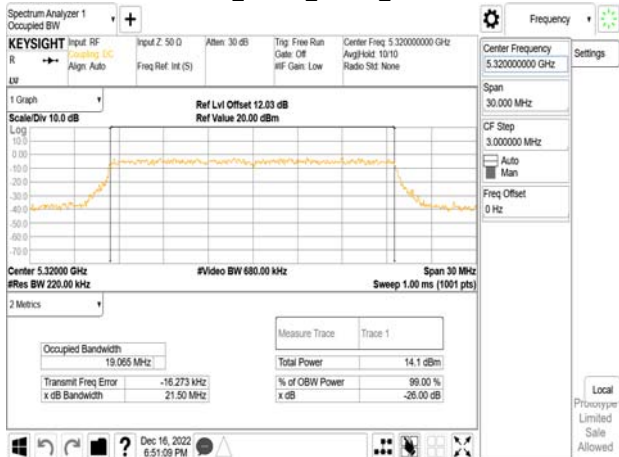 Spectrum Analyzer 1
Occupied BW
+
Frequency
KEYSIGHT
R
LXI
Input: RF
Coupling: DC
Align: Auto
Input Z: 50 Ω
Freq Ref: Int (S)
Atten: 30 dB
Trig: Free Run
Gate: Off
#IF Gain: Low
Center Freq: 5.320000000 GHz
Avg|Hold: 10/10
Radio Std: None
Center Frequency
5.320000000 GHz
Settings
Span
30.000 MHz
CF Step
3.000000 MHz
Auto
Man
Freq Offset
0 Hz
1 Graph
Scale/Div 10.0 dB
Ref Lvl Offset 12.03 dB
Ref Value 20.00 dBm
Log
10.0
0.00
-10.0
-20.0
-30.0
-40.0
-50.0
-60.0
-70.0
Center 5.32000 GHz
#Res BW 220.00 kHz
#Video BW 680.00 kHz
Span 30 MHz
Sweep 1.00 ms (1001 pts)
2 Metrics
Measure Trace Trace 1
Occupied Bandwidth
19.065 MHz
Total Power 14.1 dBm
Transmit Freq Error -16.273 kHz
% of OBW Power 99.00 %
x dB Bandwidth 21.50 MHz
x dB -26.00 dB
Local
Prototype
Limited
Sale
Allowed
?
Dec 16, 2022
6:51:09 PM